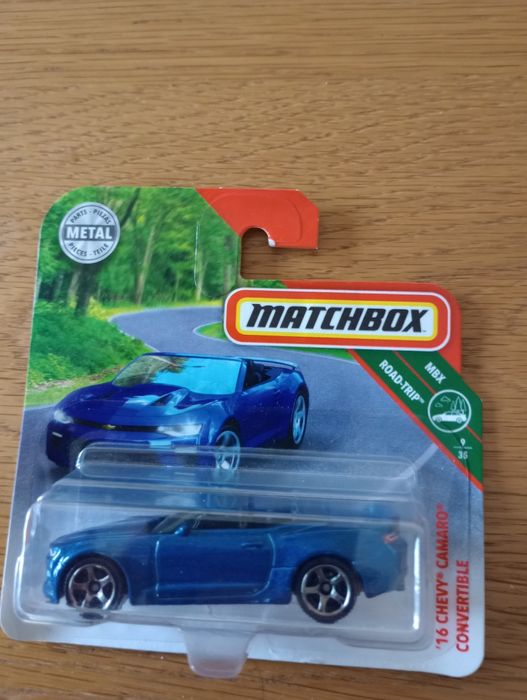 PARTS - PIEZAS
METAL
PIÈCES - TEILE
MATCHBOX
MBX
ROAD-TRIP™
9
36
'16 CHEVY® CAMARO®
CONVERTIBLE